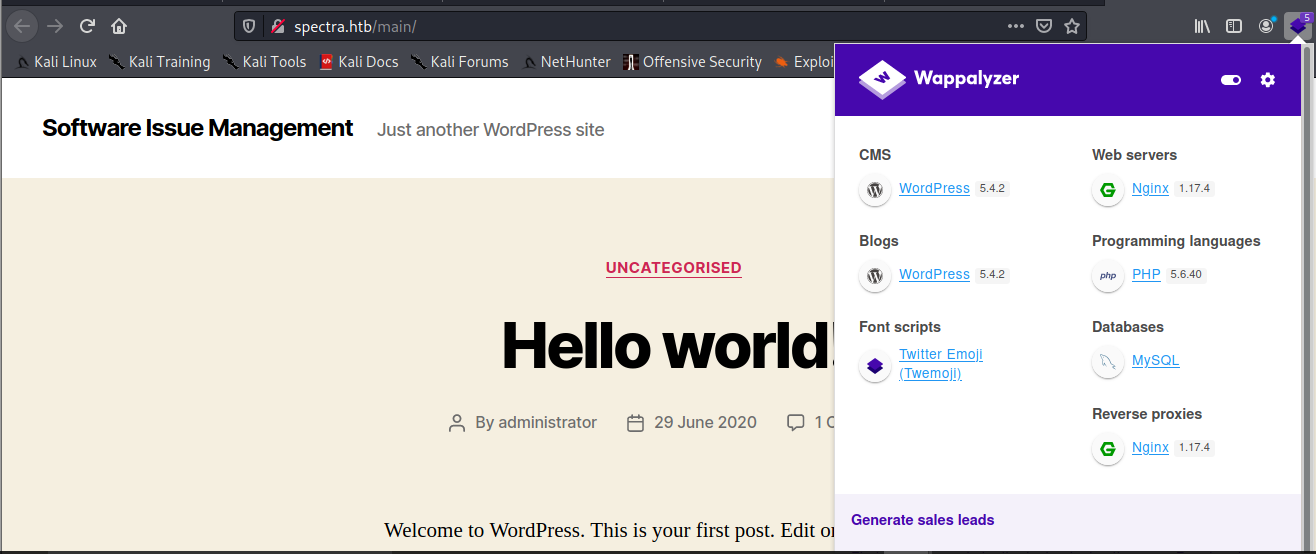 spectra.htb/main/
5
Kali Linux Kali Training Kali Tools Kali Docs Kali Forums NetHunter Offensive Security Exploi
W Wappalyzer
Software Issue Management Just another WordPress site
UNCATEGORISED
Hello world!
By administrator 29 June 2020 1 C
Welcome to WordPress. This is your first post. Edit or
CMS
WordPress 5.4.2
Blogs
WordPress 5.4.2
Font scripts
Twitter Emoji
(Twemoji)
Web servers
Nginx 1.17.4
Programming languages
php PHP 5.6.40
Databases
MySQL
Reverse proxies
Nginx 1.17.4
Generate sales leads